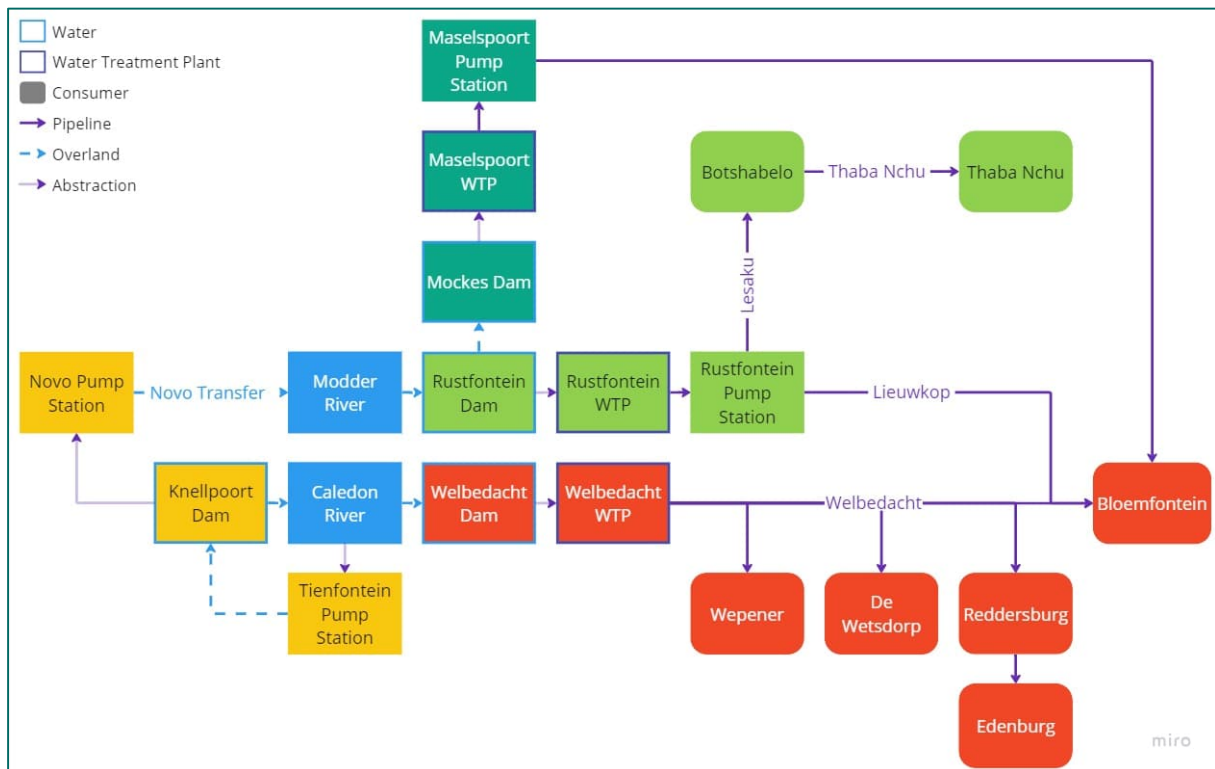 Water
Water Treatment Plant
Consumer
Pipeline
Overland
Abstraction
Maselspoort
Pump
Station
Maselspoort
WTP
Mockes Dam
Botshabelo
Thaba Nchu
Thaba Nchu
Lesaku
Novo Pump
Station
Novo Transfer
Modder
River
Rustfontein
Dam
Rustfontein
WTP
Rustfontein
Pump
Station
Lieuwkop
Knellpoort
Dam
Caledon
River
Welbedacht
Dam
Welbedacht
WTP
Welbedacht
Bloemfontein
Tienfontein
Pump
Station
Wepener
De
Wetsdorp
Reddersburg
Edenburg
miro